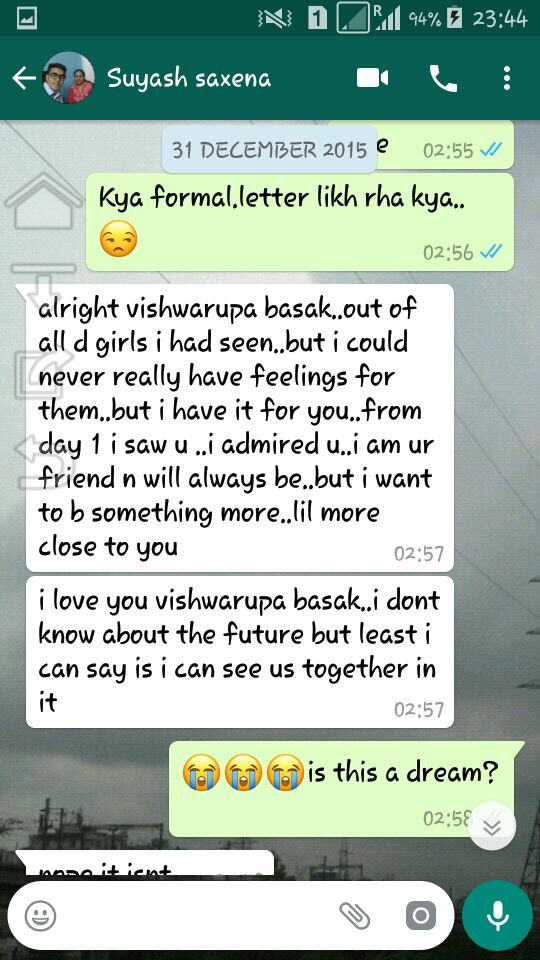 1 R 94% 23:44
Suyash saxena
31 DECEMBER 2015 e 02:55
Kya formal.letter likh rha kya..
😒
02:56
alright vishwarupa basak..out of
all d girls i had seen..but i could
never really have feelings for
them..but i have it for you..from
day 1 i saw u ..i admired u..i am ur
friend n will always be..but i want
to b something more..lil more
close to you
02:57
i love you vishwarupa basak..i dont
know about the future but least i
can say is i can see us together in
it
02:57
😭😭😭is this a dream?
02:58
nope it isnt